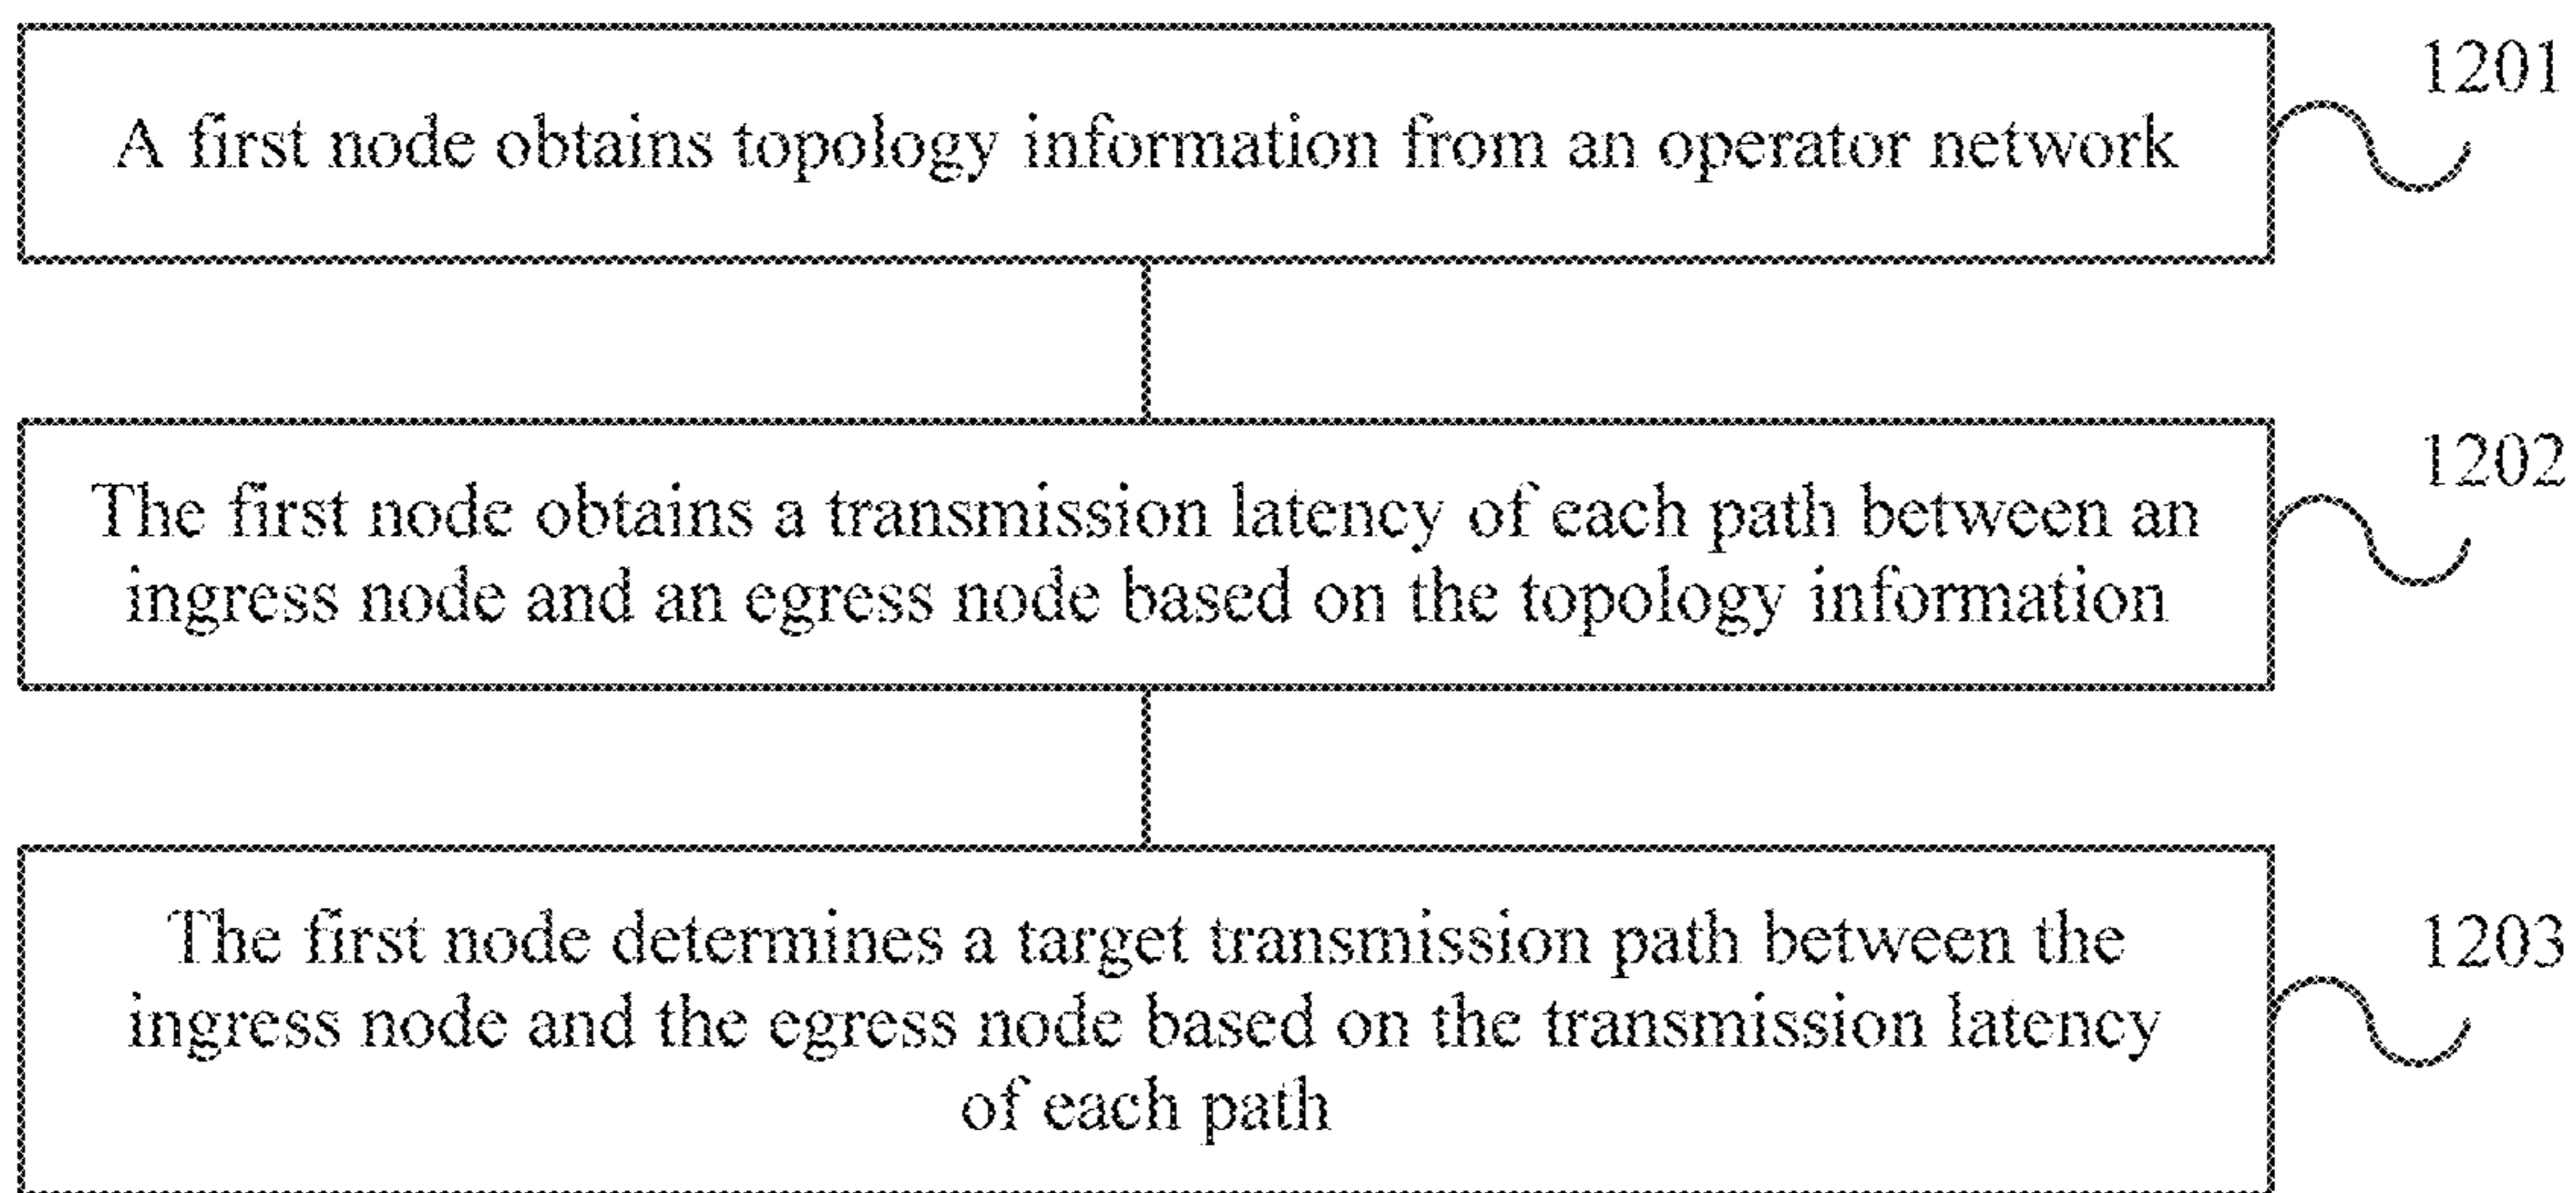 1201
A first node obtains topology information from an operator network
1202
The first node obtains a transmission latency of each path between an
ingress node and an egress node based on the topology information
1203
The first node determines a target transmission path between the
ingress node and the egress node based on the transmission latency
of each path